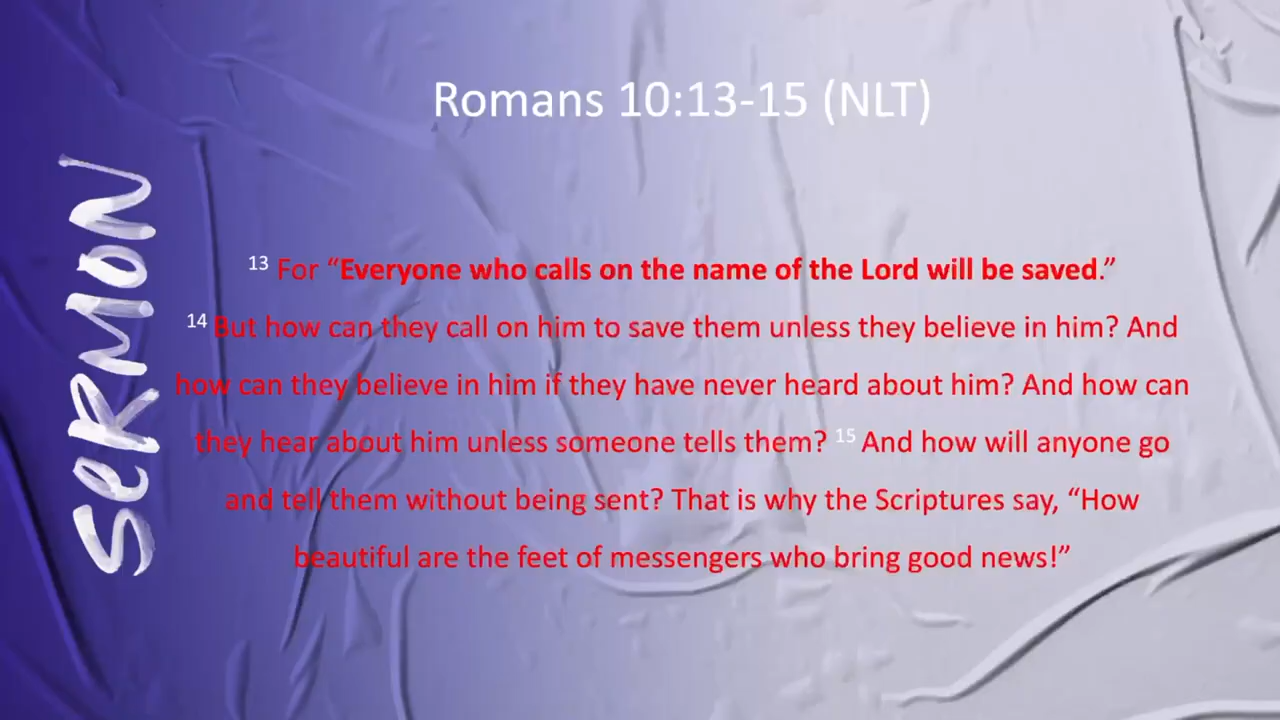 Romans 10:13-15 (NLT)
SERMON
13 For “Everyone who calls on the name of the Lord will be saved.”
14 But how can they call on him to save them unless they believe in him? And
how can they believe in him if they have never heard about him? And how can
they hear about him unless someone tells them? 15 And how will anyone go
and tell them without being sent? That is why the Scriptures say, “How
beautiful are the feet of messengers who bring good news!”